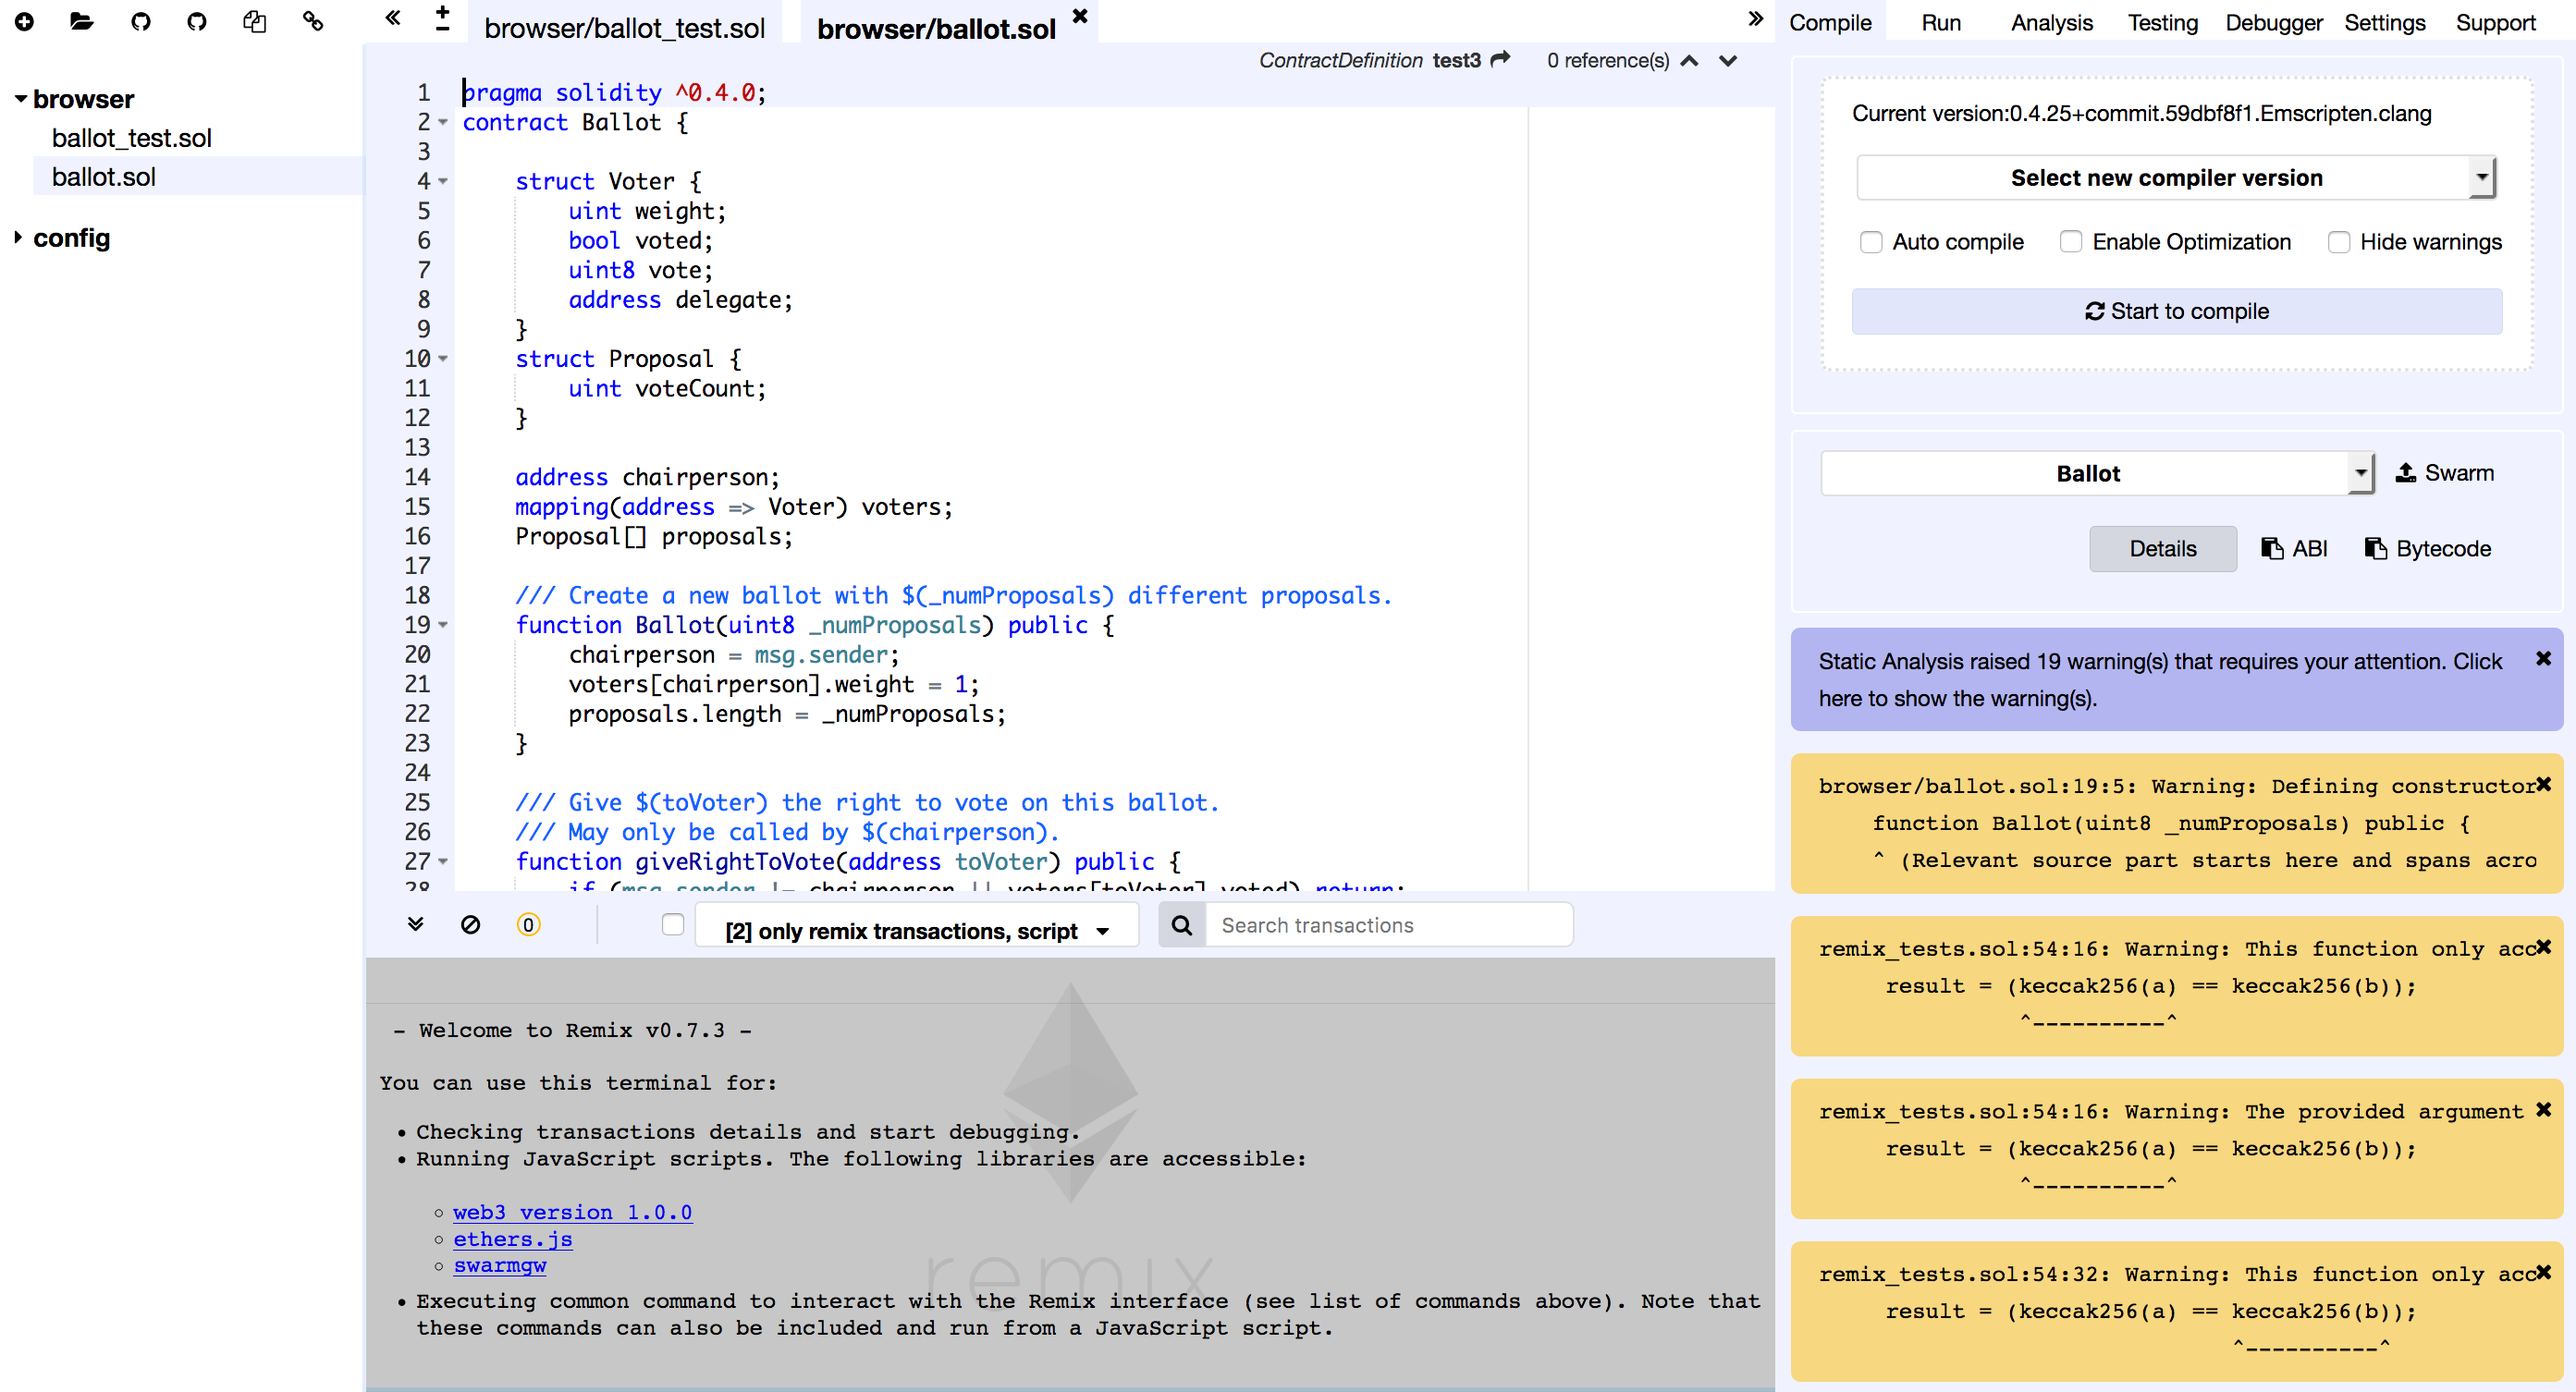 browser
ballot_test.sol
ballot.sol
config
browser/ballot_test.sol
browser/ballot.sol
ContractDefinition test3 0 reference(s)
1 pragma solidity ^0.4.0;
2 contract Ballot {
3
4 struct Voter {
5 uint weight;
6 bool voted;
7 uint8 vote;
8 address delegate;
9 }
10 struct Proposal {
11 uint voteCount;
12 }
13
14 address chairperson;
15 mapping(address => Voter) voters;
16 Proposal[] proposals;
17
18 /// Create a new ballot with $(_numProposals) different proposals.
19 function Ballot(uint8 _numProposals) public {
20 chairperson = msg.sender;
21 voters[chairperson].weight = 1;
22 proposals.length = _numProposals;
23 }
24
25 /// Give $(toVoter) the right to vote on this ballot.
26 /// May only be called by $(chairperson).
27 function giveRightToVote(address toVoter) public {
28 if (msg.sender != chairperson || voters[toVoter].voted) return;
0
[2] only remix transactions, script
Search transactions
- Welcome to Remix v0.7.3 -
You can use this terminal for:
• Checking transactions details and start debugging.
• Running JavaScript scripts. The following libraries are accessible:
web3 version 1.0.0
ethers.js
swarmgw
remix
• Executing common command to interact with the Remix interface (see list of commands above). Note that
these commands can also be included and run from a JavaScript script.
Compile Run Analysis Testing Debugger Settings Support
Current version:0.4.25+commit.59dbf8f1.Emscripten.clang
Select new compiler version
Auto compile Enable Optimization Hide warnings
Start to compile
Ballot
Swarm
Details ABI Bytecode
Static Analysis raised 19 warning(s) that requires your attention. Click
here to show the warning(s).
browser/ballot.sol:19:5: Warning: Defining constructor
function Ballot(uint8 _numProposals) public {
^ (Relevant source part starts here and spans acro
remix_tests.sol:54:16: Warning: This function only acc
result = (keccak256(a) == keccak256(b));
^----------^
remix_tests.sol:54:16: Warning: The provided argument
result = (keccak256(a) == keccak256(b));
^----------^
remix_tests.sol:54:32: Warning: This function only acc
result = (keccak256(a) == keccak256(b));
^----------^